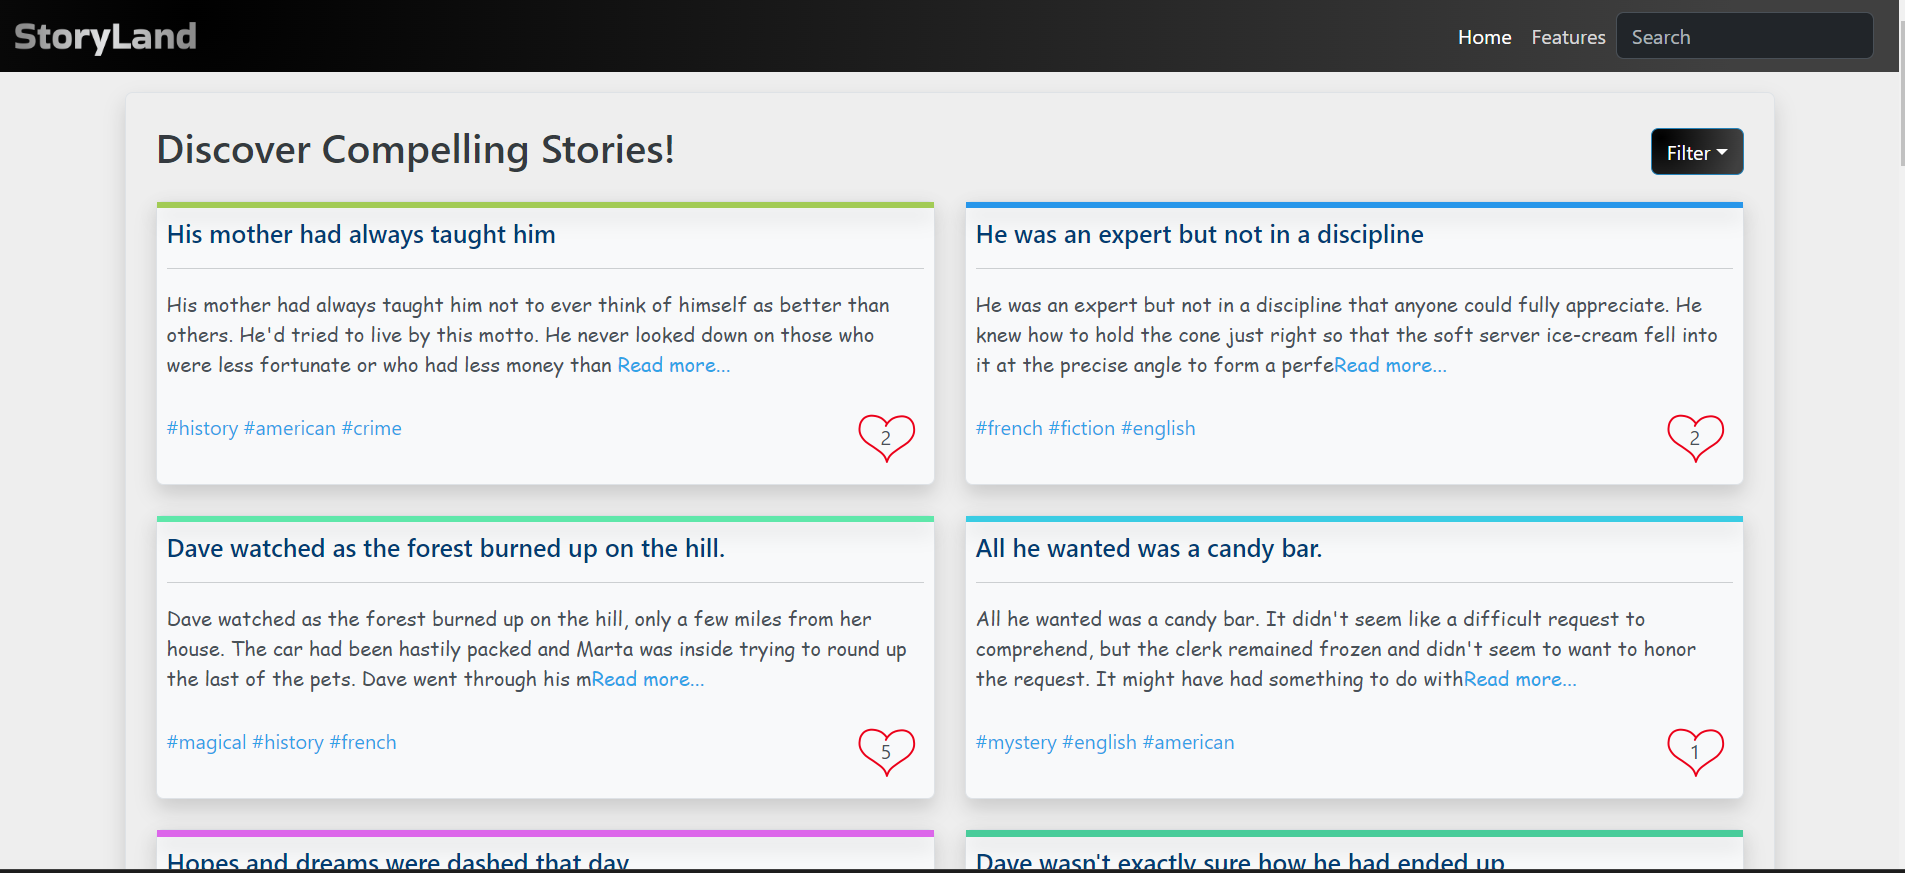 StoryLand
Home Features Search
Discover Compelling Stories!
Filter
His mother had always taught him
His mother had always taught him not to ever think of himself as better than
others. He'd tried to live by this motto. He never looked down on those who
were less fortunate or who had less money than Read more...
#history #american #crime
2
He was an expert but not in a discipline
He was an expert but not in a discipline that anyone could fully appreciate. He
knew how to hold the cone just right so that the soft server ice-cream fell into
it at the precise angle to form a perfeRead more...
#french #fiction #english
2
Dave watched as the forest burned up on the hill.
Dave watched as the forest burned up on the hill, only a few miles from her
house. The car had been hastily packed and Marta was inside trying to round up
the last of the pets. Dave went through his mRead more...
#magical #history #french
5
All he wanted was a candy bar.
All he wanted was a candy bar. It didn't seem like a difficult request to
comprehend, but the clerk remained frozen and didn't seem to want to honor
the request. It might have had something to do withRead more...
#mystery #english #american
1
Hopes and dreams were dashed that day
Dave wasn't exactly sure how he had ended up